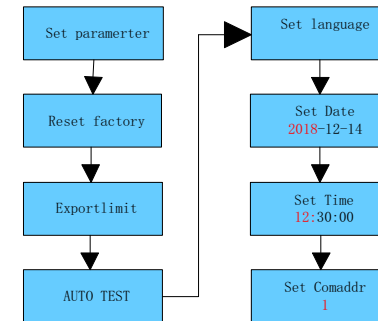 Set paramerter
Reset factory
Exportlimit
AUTO TEST
Set language
Set Date
2018-12-14
Set Time
12:30:00
Set Comaddr
1